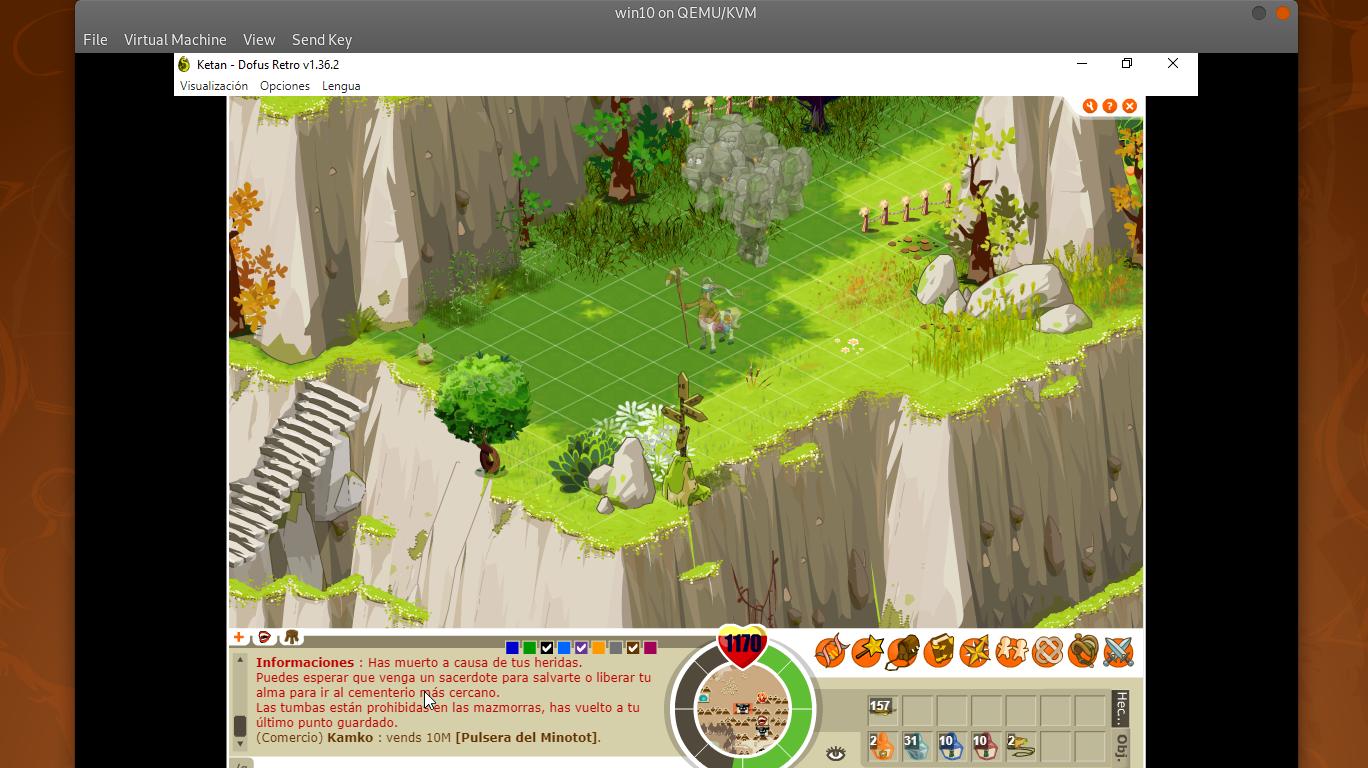 win10 on QEMU/KVM
File Virtual Machine View Send Key
Ketan - Dofus Retro v1.36.2
Visualización Opciones Lengua
?
1170
Informaciones : Has muerto a causa de tus heridas.
Puedes esperar que venga un sacerdote para salvarte o liberar tu
alma para ir al cementerio más cercano.
Las tumbas están prohibidas en las mazmorras, has vuelto a tu
último punto guardado.
(Comercio) Kamko : vends 10M [Pulsera del Minotot].
157
Hec...
2 31 10 10 2
Obj.